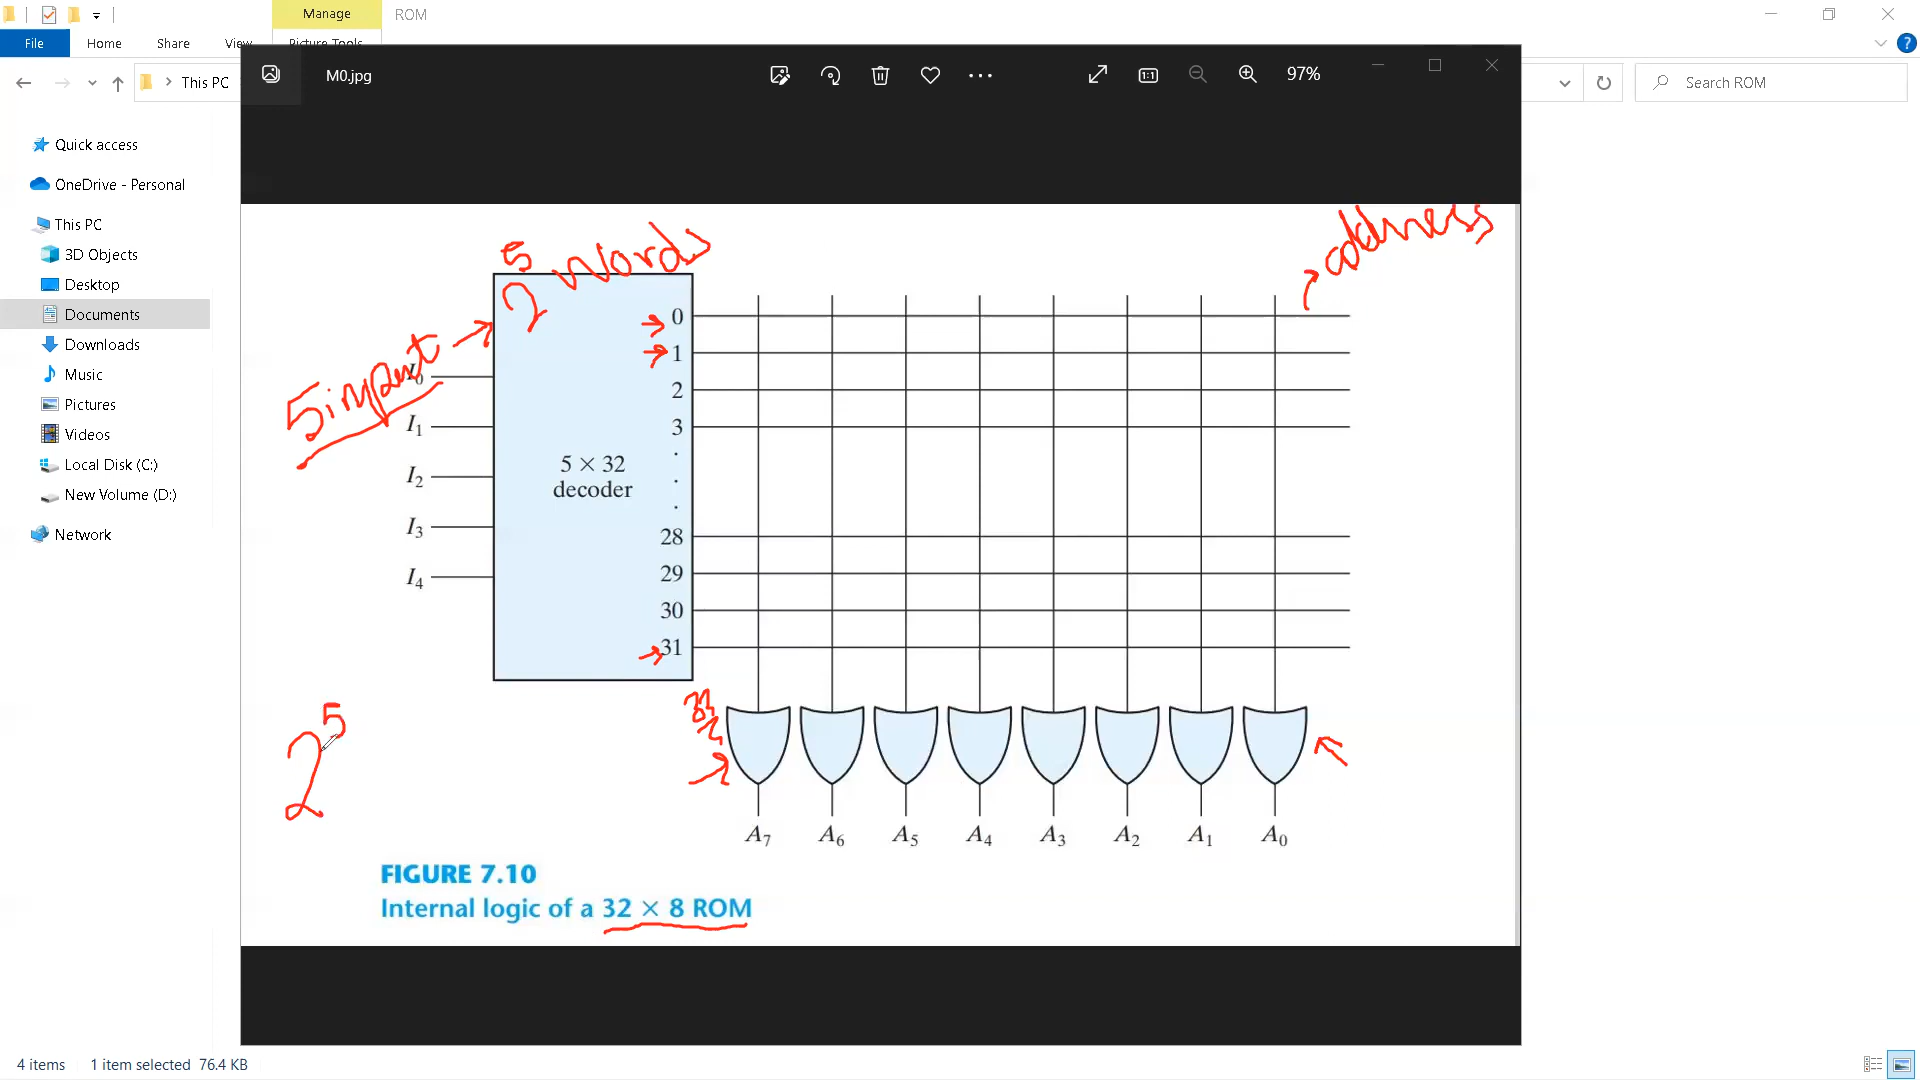 Manage
ROM
File
Home
Share
View
Picture Tools
This PC
Search ROM
M0.jpg
1:1
97%
Quick access
OneDrive - Personal
This PC
3D Objects
Desktop
Documents
Downloads
Music
Pictures
Videos
Local Disk (C:)
New Volume (D:)
Network
address
2⁵ words
5 input
I₀
I₁
I₂
I₃
I₄
5 × 32
decoder
0
1
2
3
.
.
.
28
29
30
31
2⁵
A₇ A₆ A₅ A₄ A₃ A₂ A₁ A₀
FIGURE 7.10
Internal logic of a 32 × 8 ROM
4 items
1 item selected 76.4 KB